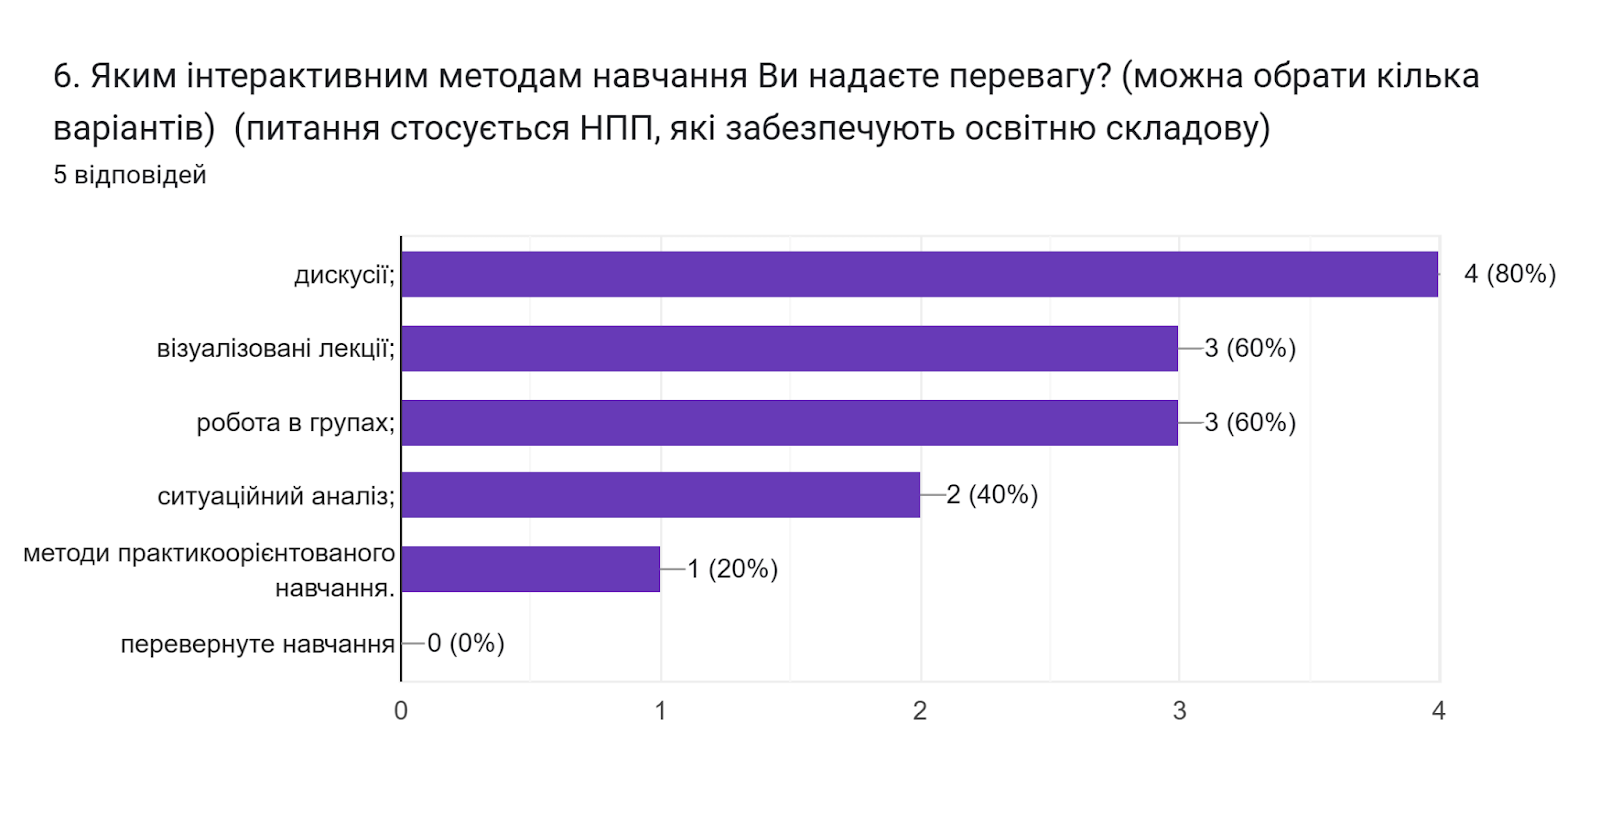 6. Яким інтерактивним методам навчання Ви надаєте перевагу? (можна обрати кілька
варіантів)  (питання стосується НПП, які забезпечують освітню складову)
5 відповідей
дискусії; 4 (80%)
візуалізовані лекції; 3 (60%)
робота в групах; 3 (60%)
ситуаційний аналіз; 2 (40%)
методи практикоорієнтованого
навчання. 1 (20%)
перевернуте навчання 0 (0%)
0 1 2 3 4